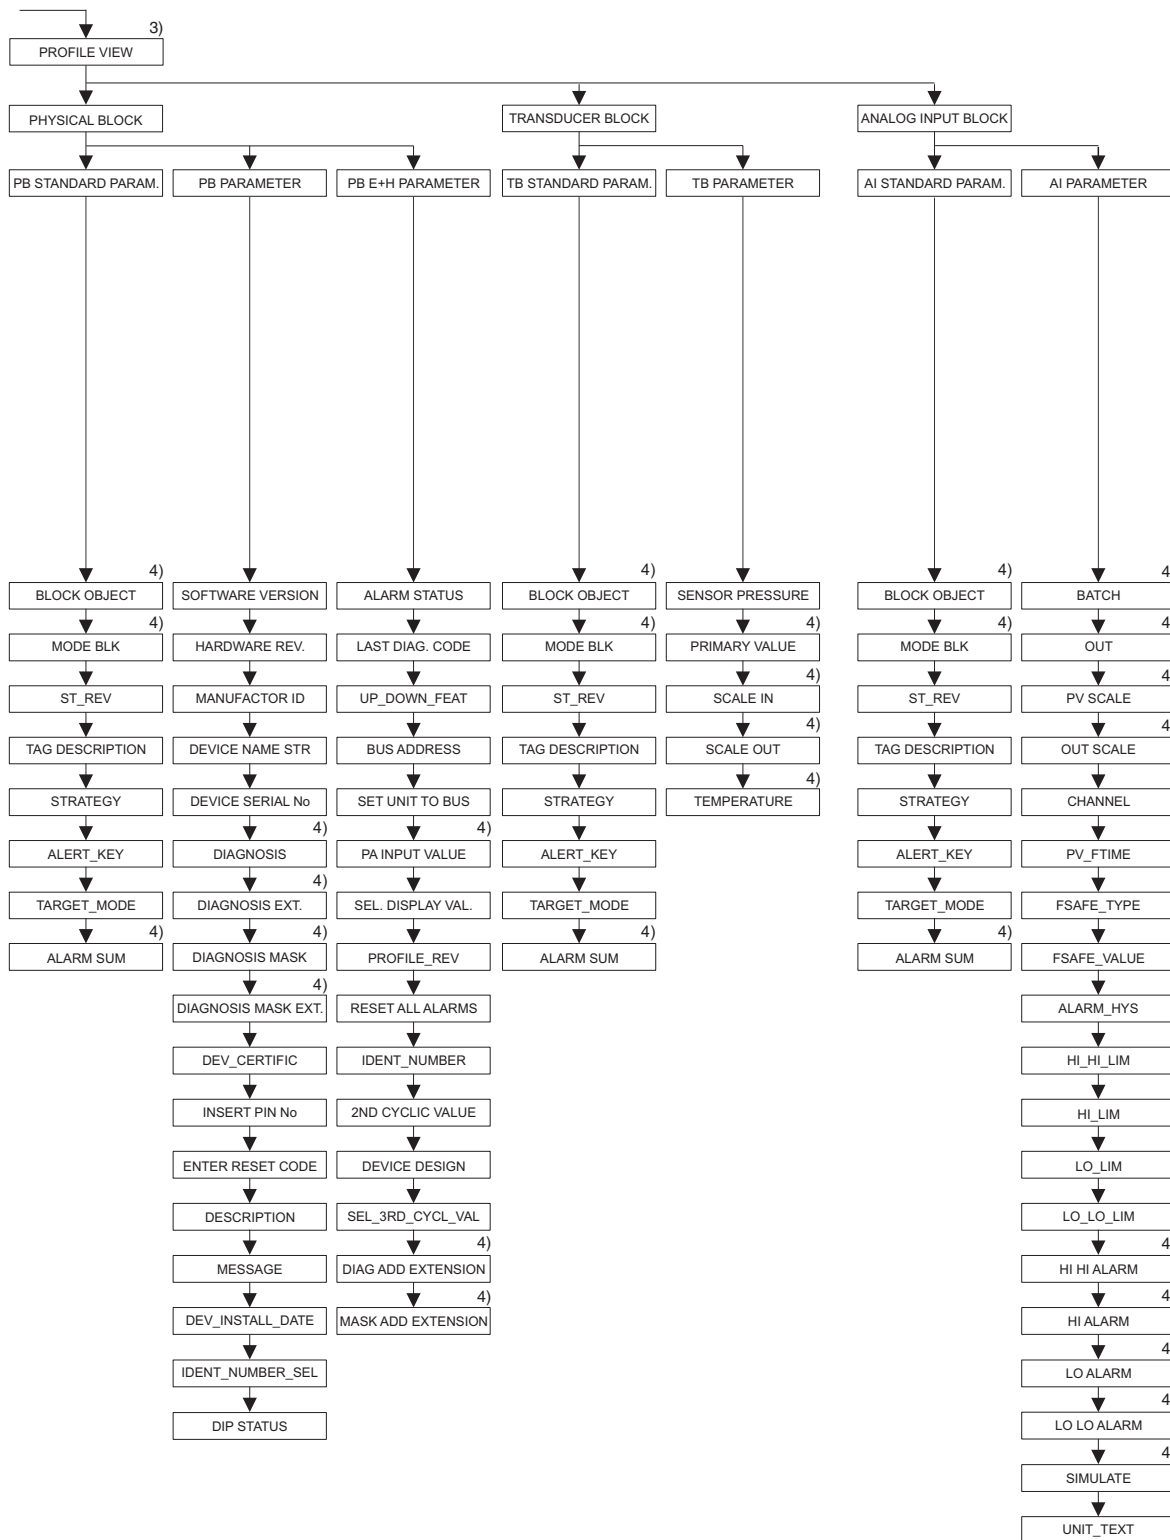 3)
PROFILE VIEW
PHYSICAL BLOCK
TRANSDUCER BLOCK
ANALOG INPUT BLOCK
PB STANDARD PARAM.
PB PARAMETER
PB E+H PARAMETER
TB STANDARD PARAM.
TB PARAMETER
AI STANDARD PARAM.
AI PARAMETER
4)
BLOCK OBJECT
4)
MODE BLK
ST_REV
TAG DESCRIPTION
STRATEGY
ALERT_KEY
TARGET_MODE
4)
ALARM SUM
SOFTWARE VERSION
HARDWARE REV.
MANUFACTOR ID
DEVICE NAME STR
DEVICE SERIAL No
4)
DIAGNOSIS
4)
DIAGNOSIS EXT.
4)
DIAGNOSIS MASK
4)
DIAGNOSIS MASK EXT.
DEV_CERTIFIC
INSERT PIN No
ENTER RESET CODE
DESCRIPTION
MESSAGE
DEV_INSTALL_DATE
IDENT_NUMBER_SEL
DIP STATUS
ALARM STATUS
LAST DIAG. CODE
UP_DOWN_FEAT
BUS ADDRESS
SET UNIT TO BUS
4)
PA INPUT VALUE
SEL. DISPLAY VAL.
PROFILE_REV
RESET ALL ALARMS
IDENT_NUMBER
2ND CYCLIC VALUE
DEVICE DESIGN
SEL_3RD_CYCL_VAL
4)
DIAG ADD EXTENSION
4)
MASK ADD EXTENSION
4)
BLOCK OBJECT
4)
MODE BLK
ST_REV
TAG DESCRIPTION
STRATEGY
ALERT_KEY
TARGET_MODE
4)
ALARM SUM
SENSOR PRESSURE
4)
PRIMARY VALUE
4)
SCALE IN
4)
SCALE OUT
4)
TEMPERATURE
4)
BLOCK OBJECT
4)
MODE BLK
ST_REV
TAG DESCRIPTION
STRATEGY
ALERT_KEY
TARGET_MODE
4)
ALARM SUM
4
BATCH
4
OUT
4
PV SCALE
4
OUT SCALE
CHANNEL
PV_FTIME
FSAFE_TYPE
FSAFE_VALUE
ALARM_HYS
HI_HI_LIM
HI_LIM
LO_LIM
LO_LO_LIM
4
HI HI ALARM
4
HI ALARM
4
LO ALARM
4
LO LO ALARM
4
SIMULATE
UNIT_TEXT